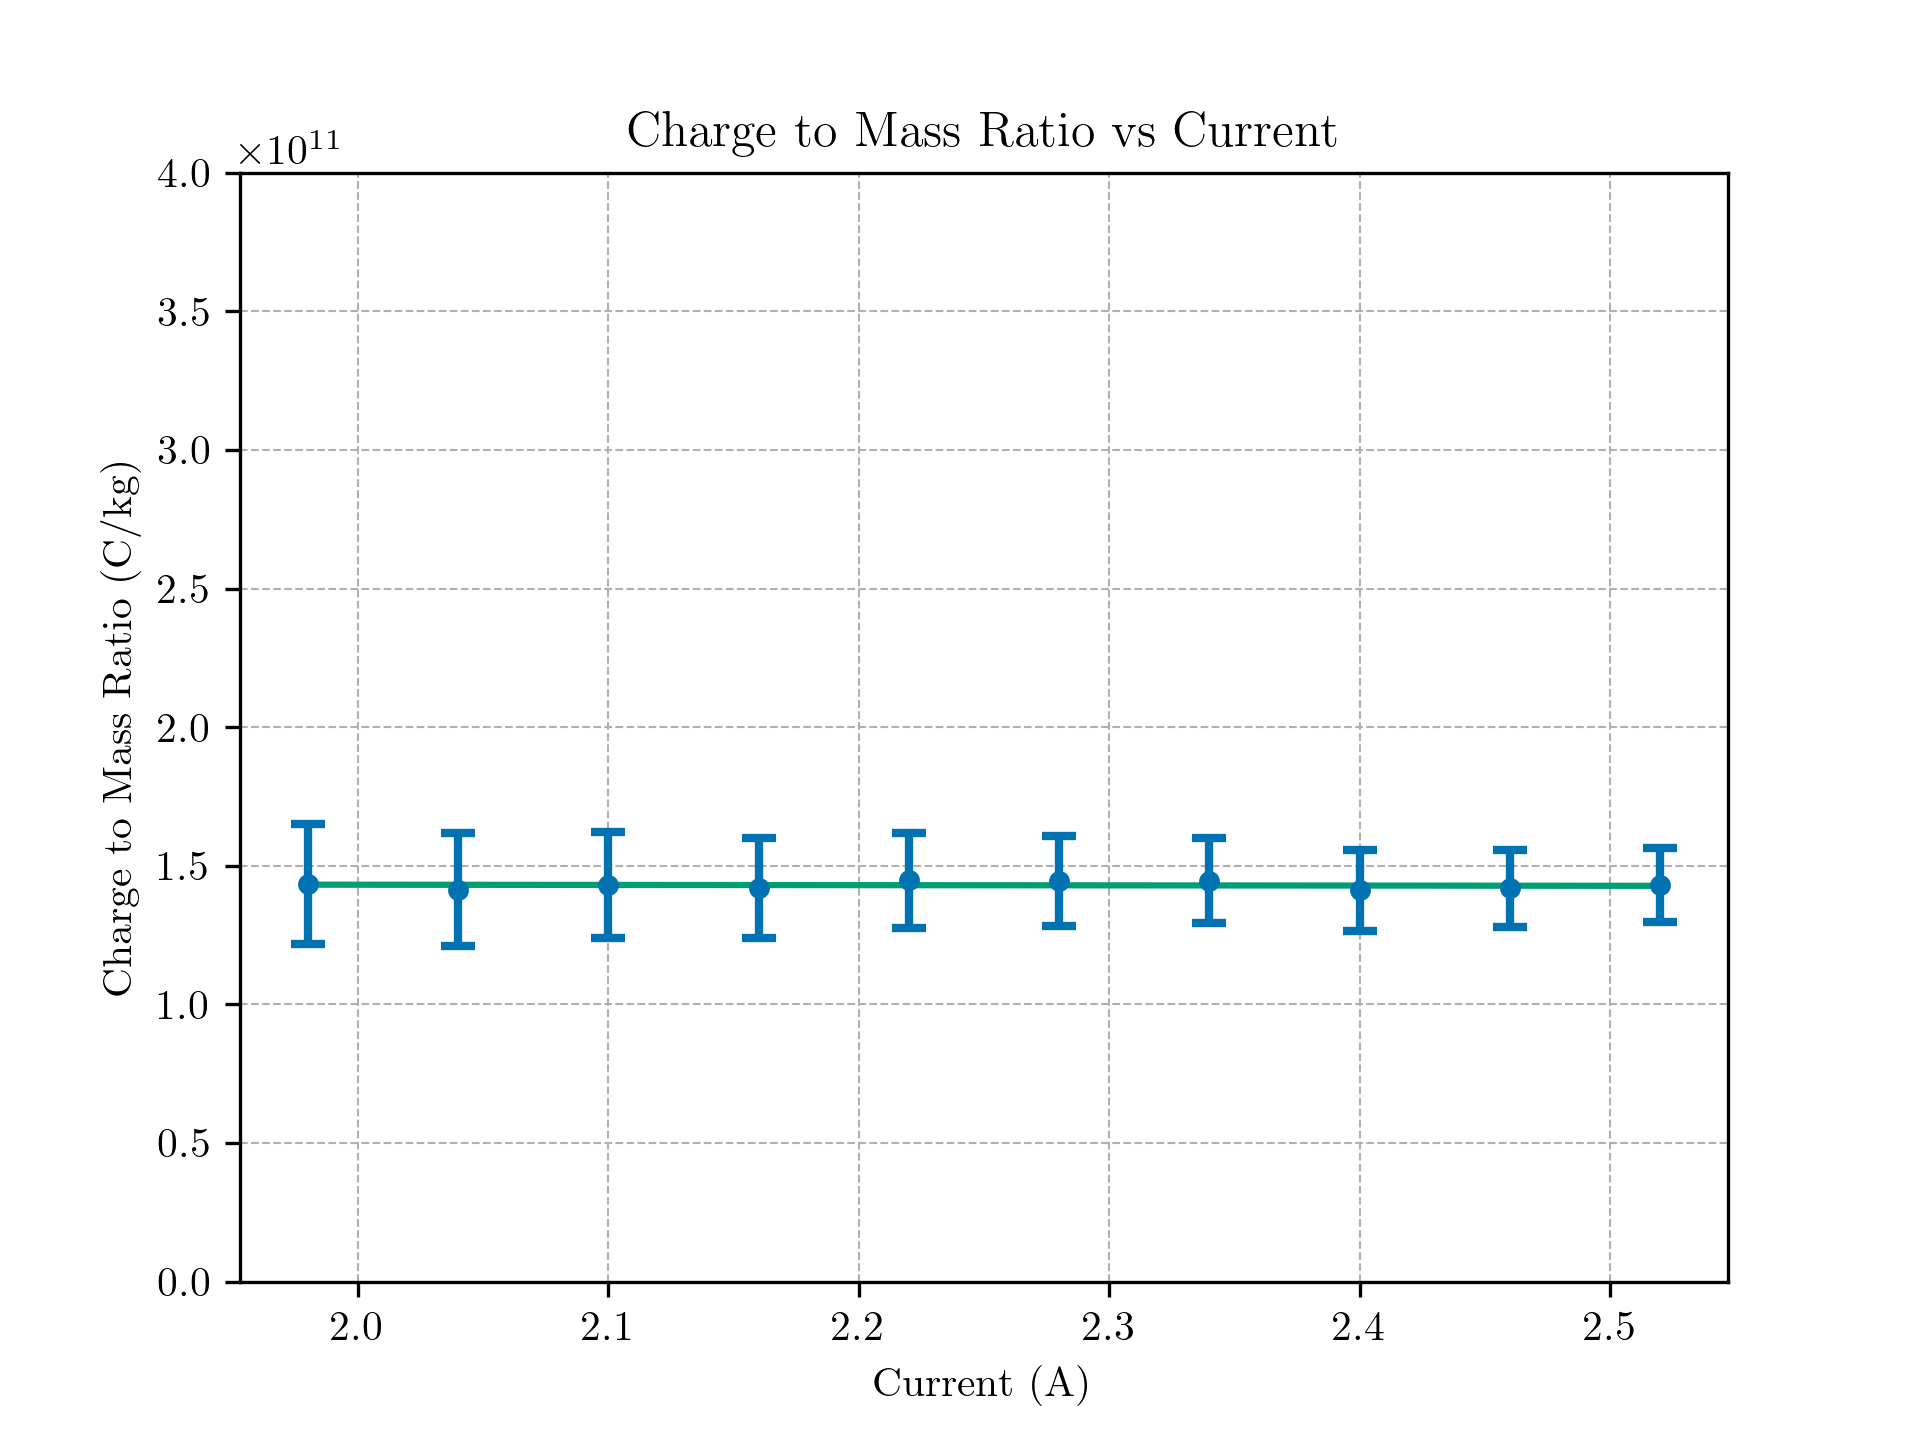 Charge to Mass Ratio vs Current
×10¹¹
4.0
3.5
3.0
2.5
2.0
1.5
1.0
0.5
0.0
Charge to Mass Ratio (C/kg)
2.0 2.1 2.2 2.3 2.4 2.5
Current (A)